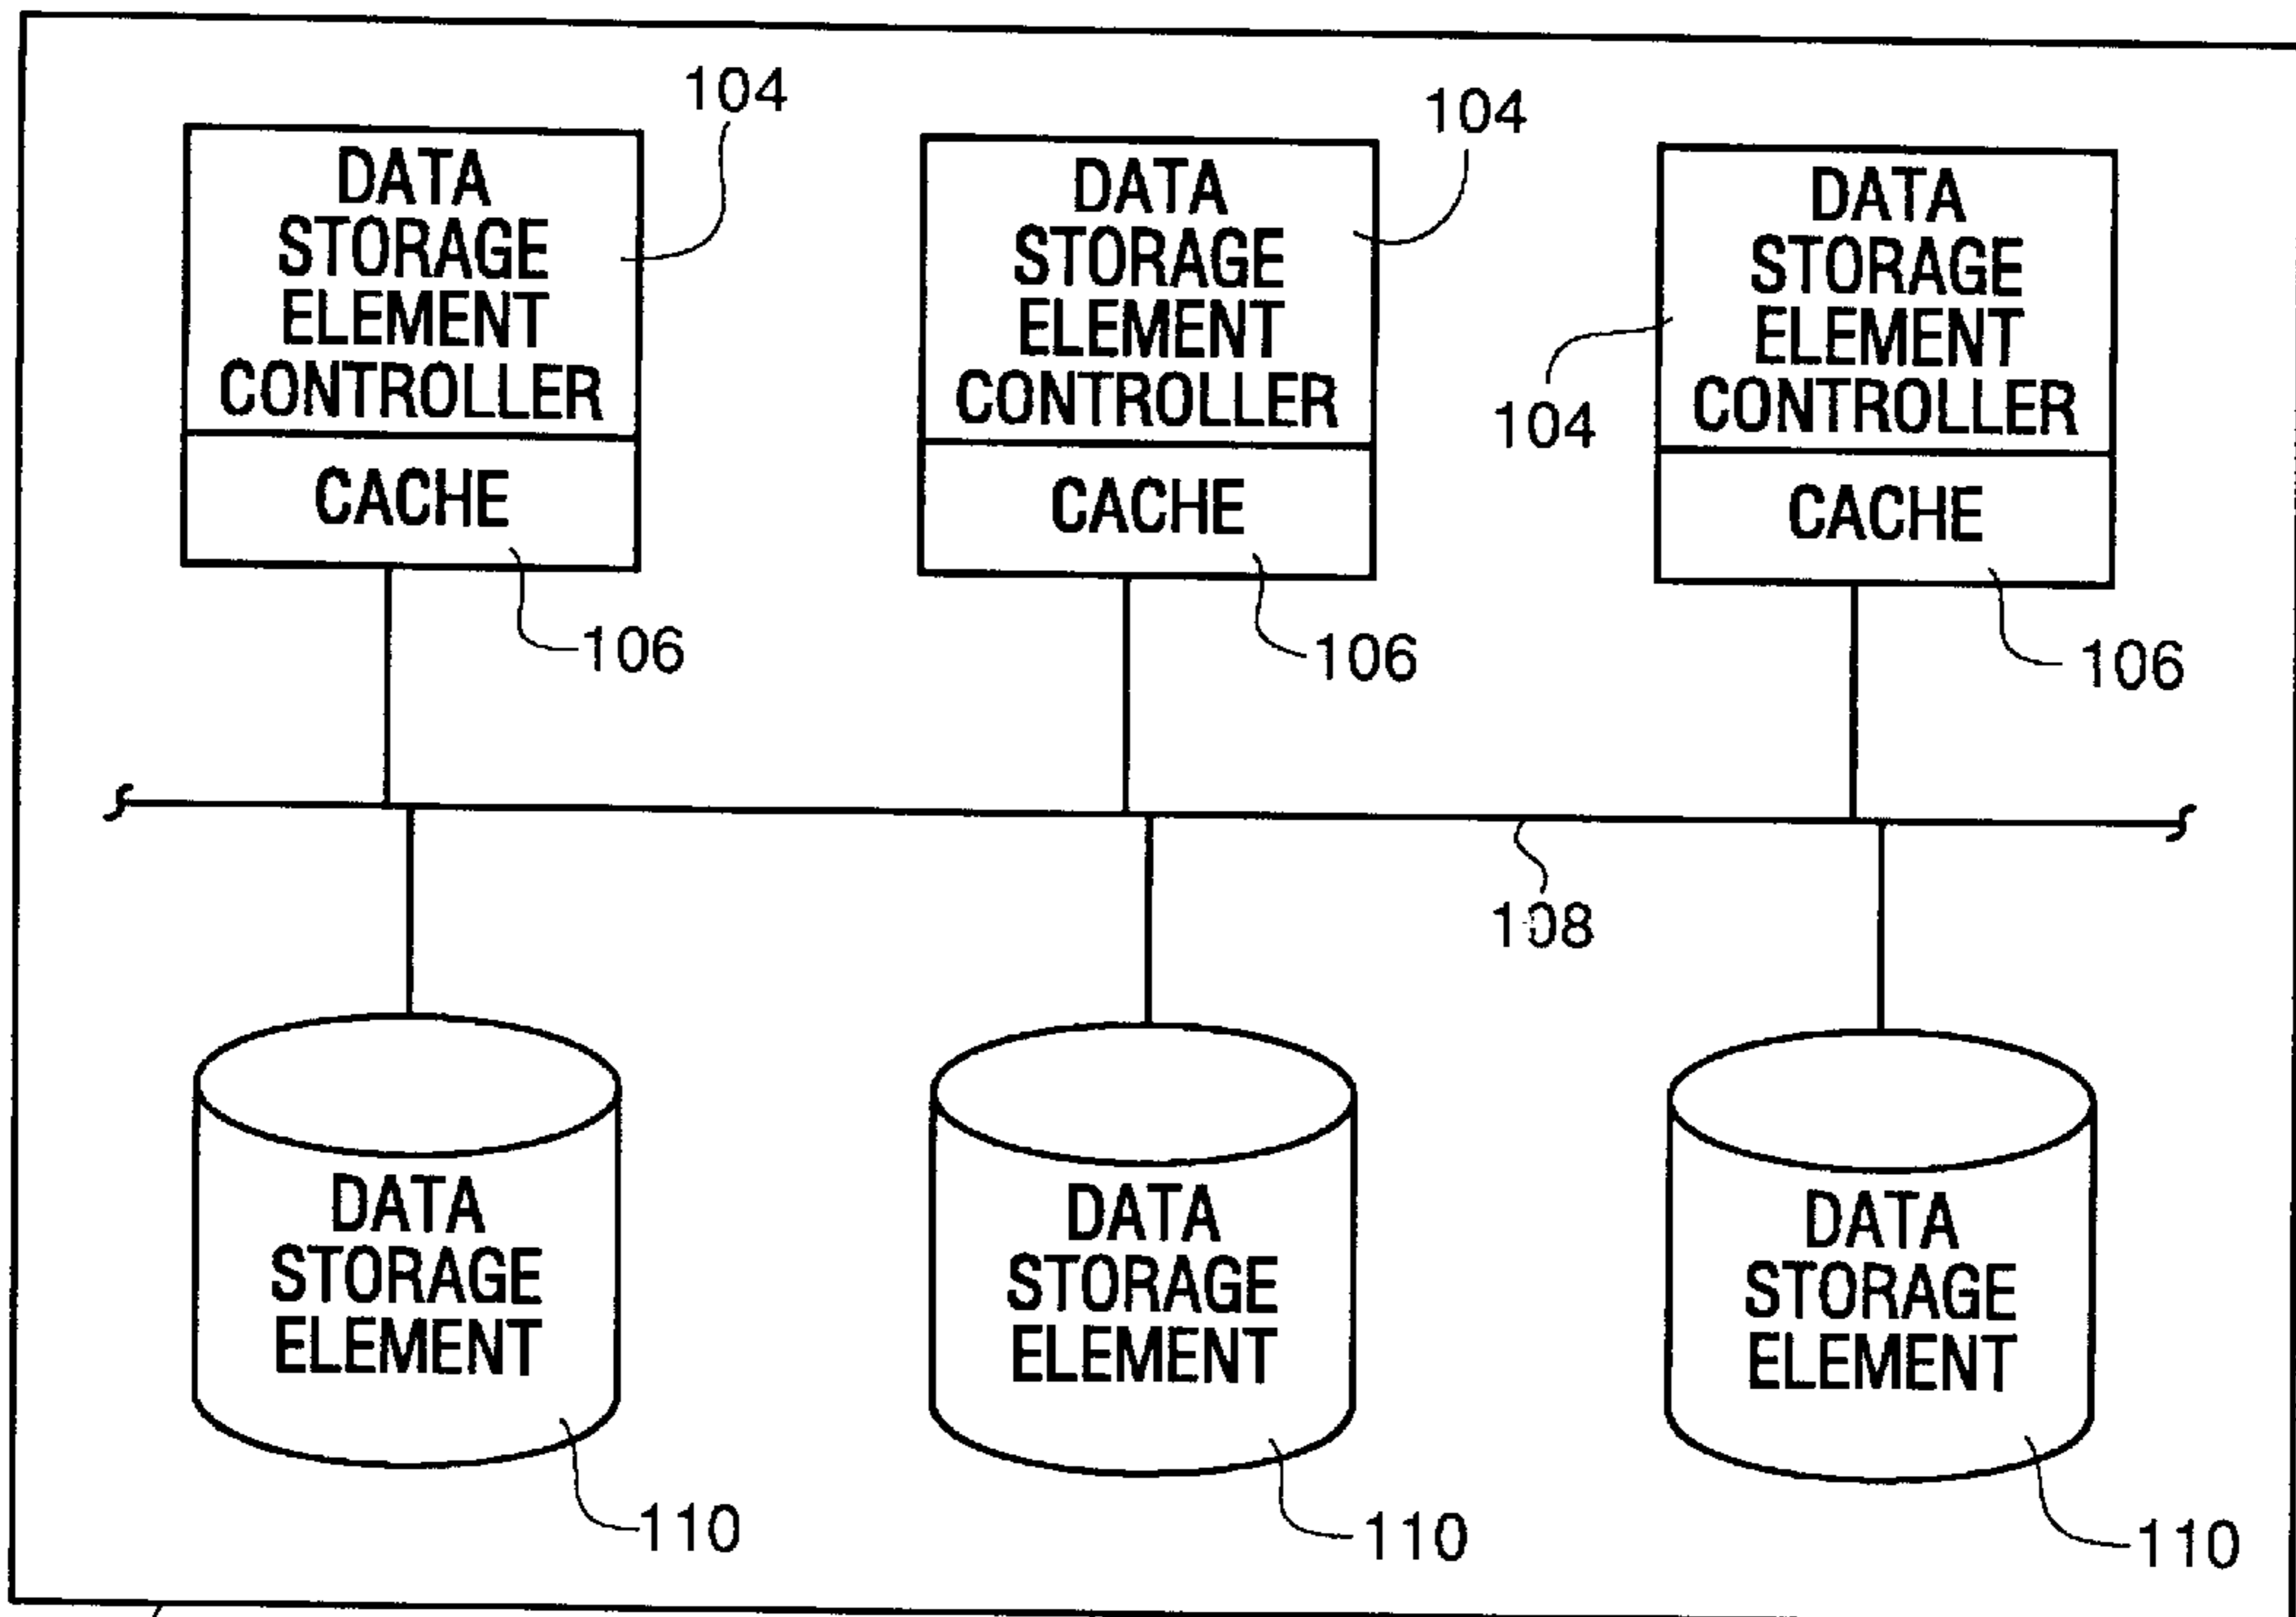 104
104
DATA
STORAGE
ELEMENT
CONTROLLER
CACHE
106
DATA
STORAGE
ELEMENT
CONTROLLER
CACHE
106
DATA
STORAGE
ELEMENT
CONTROLLER
104
CACHE
106
108
DATA
STORAGE
ELEMENT
110
DATA
STORAGE
ELEMENT
110
DATA
STORAGE
ELEMENT
110